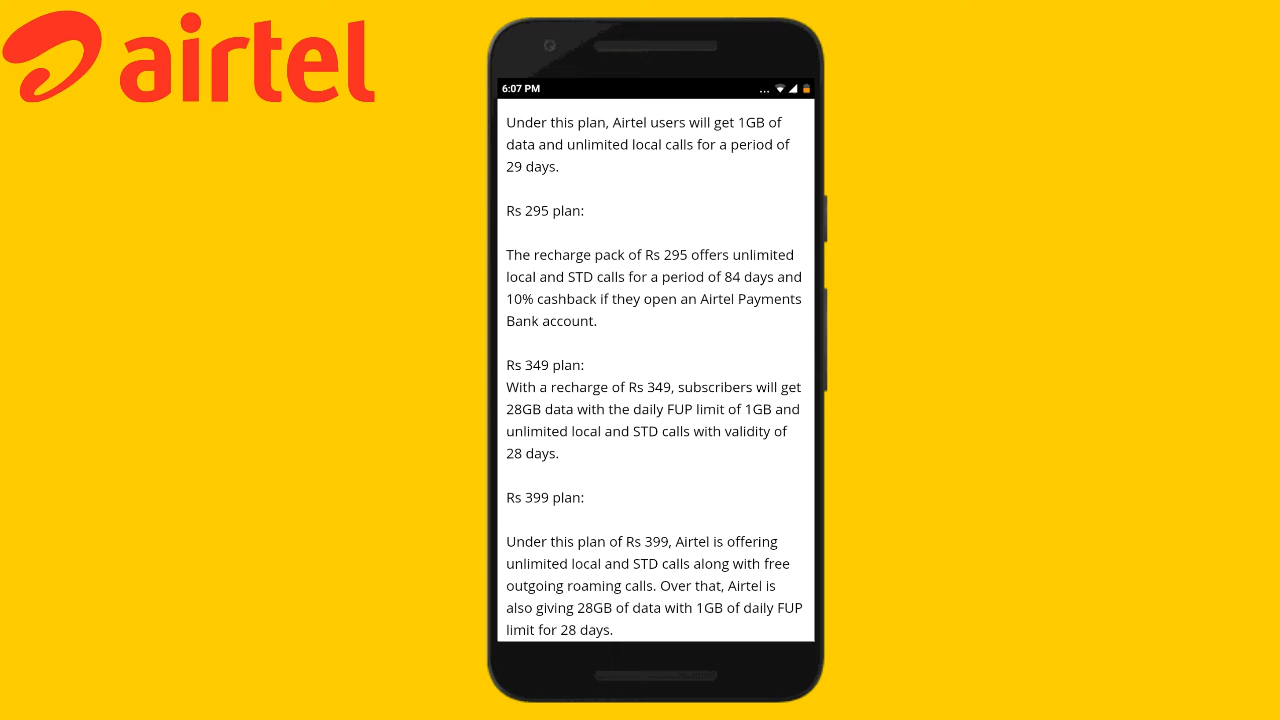 airtel
6:07 PM
Under this plan, Airtel users will get 1GB of
data and unlimited local calls for a period of
29 days.
Rs 295 plan:
The recharge pack of Rs 295 offers unlimited
local and STD calls for a period of 84 days and
10% cashback if they open an Airtel Payments
Bank account.
Rs 349 plan:
With a recharge of Rs 349, subscribers will get
28GB data with the daily FUP limit of 1GB and
unlimited local and STD calls with validity of
28 days.
Rs 399 plan:
Under this plan of Rs 399, Airtel is offering
unlimited local and STD calls along with free
outgoing roaming calls. Over that, Airtel is
also giving 28GB of data with 1GB of daily FUP
limit for 28 days.